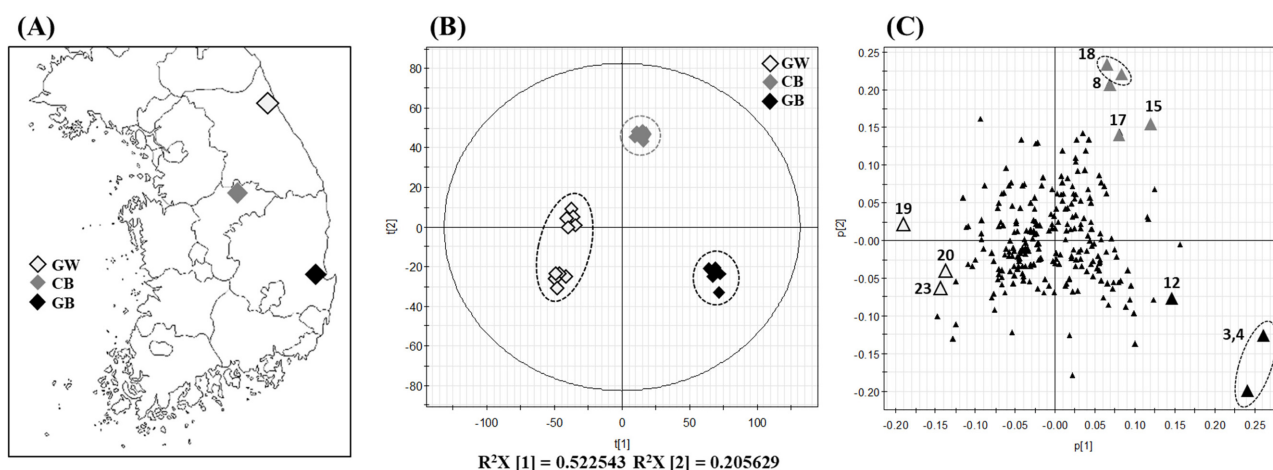 (A)
GW
CB
GB
(B)
GW
CB
GB
t[2]
80
60
40
20
0
-20
-40
-60
-80
-100
-50
0
50
100
t[1]
R²X [1] = 0.522543 R²X [2] = 0.205629
(C)
p[2]
0.25
0.20
0.15
0.10
0.05
-0.00
-0.05
-0.10
-0.15
-0.20
18
8
15
17
19
20
23
12
3,4
-0.20 -0.15 -0.10 -0.05 -0.00 0.05 0.10 0.15 0.20 0.25
p[1]